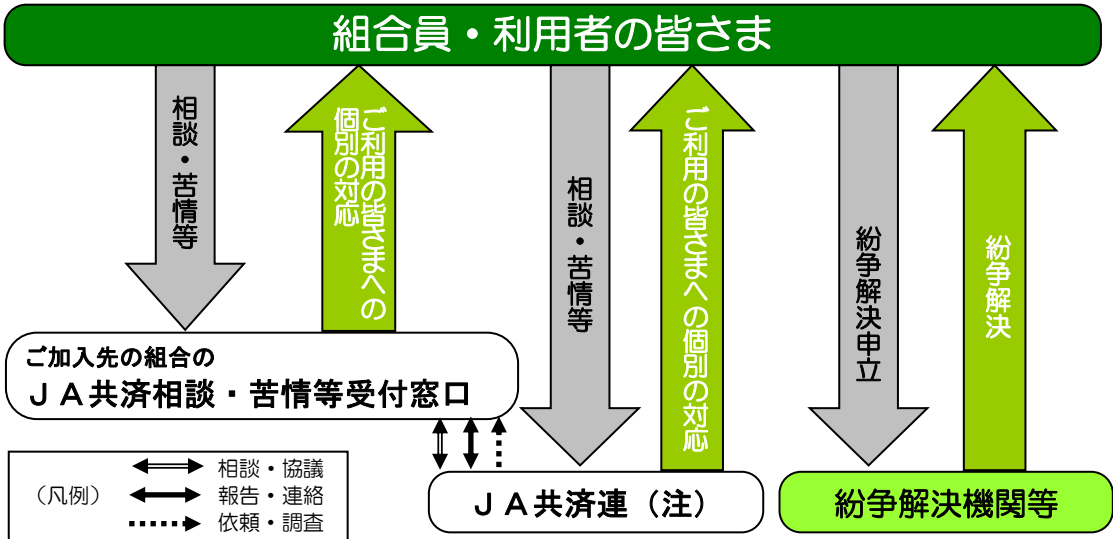 組合員・利用者の皆さま
相談・苦情等
ご利用の皆さまへの
個別の対応
相談・苦情等
ご利用の皆さまへの個別の対応
紛争解決申立
紛争解決
ご加入先の組合の
ＪＡ共済相談・苦情等受付窓口
（凡例）
相談・協議
報告・連絡
依頼・調査
ＪＡ共済連（注）
紛争解決機関等